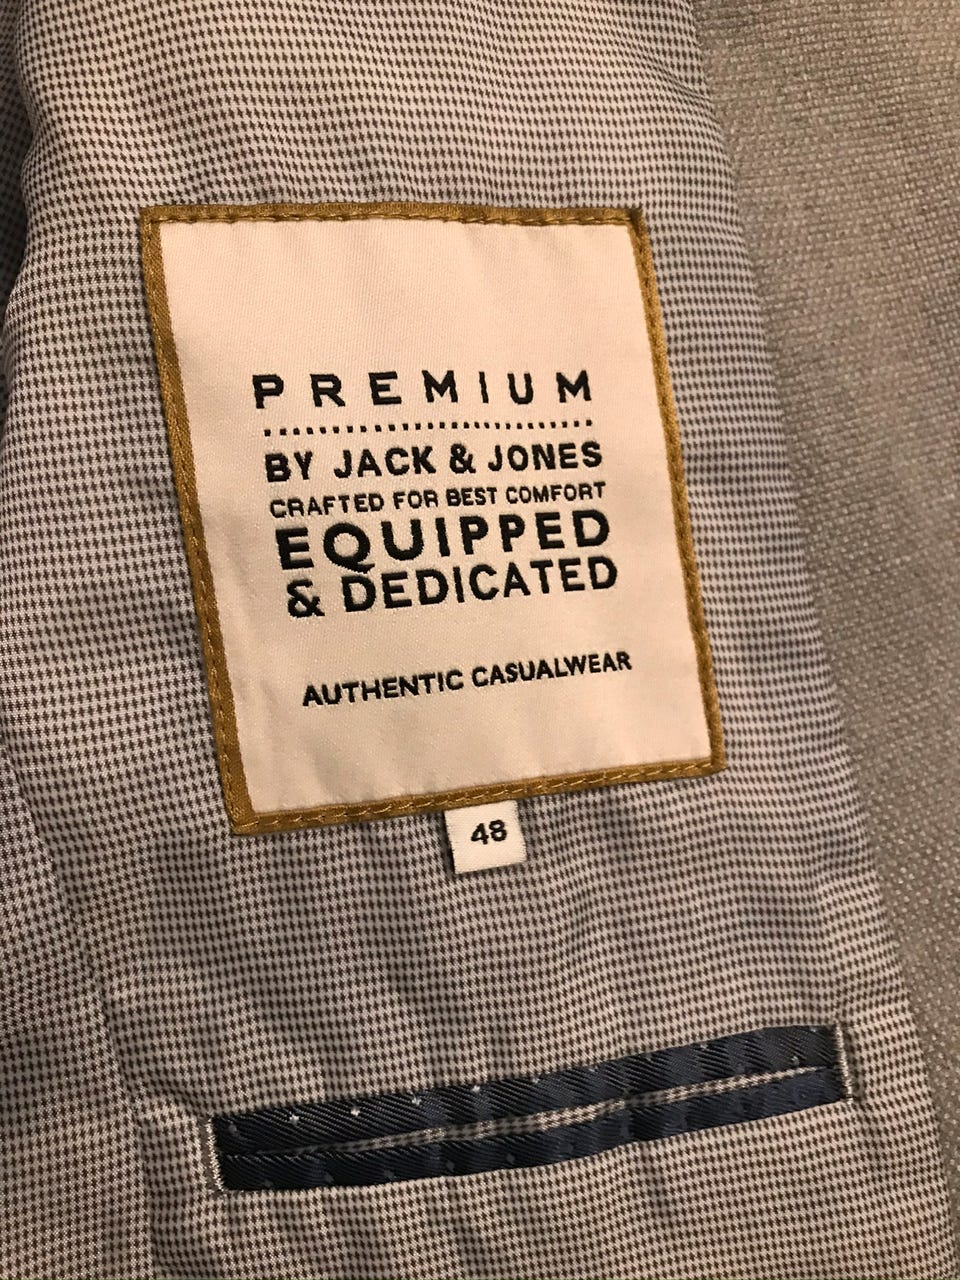 PREMIUM
BY JACK & JONES
CRAFTED FOR BEST COMFORT
EQUIPPED
& DEDICATED
AUTHENTIC CASUALWEAR
48